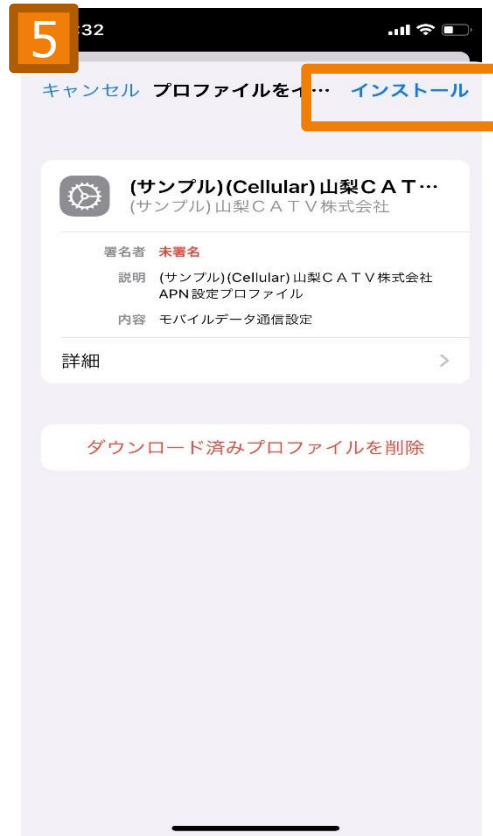 5
:32
キャンセル プロファイルをイ… インストール
(サンプル)(Cellular)山梨ＣＡＴ…
(サンプル)山梨ＣＡＴＶ株式会社
署名者 未署名
説明 (サンプル)(Cellular)山梨ＣＡＴＶ株式会社
APN設定プロファイル
内容 モバイルデータ通信設定
詳細
ダウンロード済みプロファイルを削除